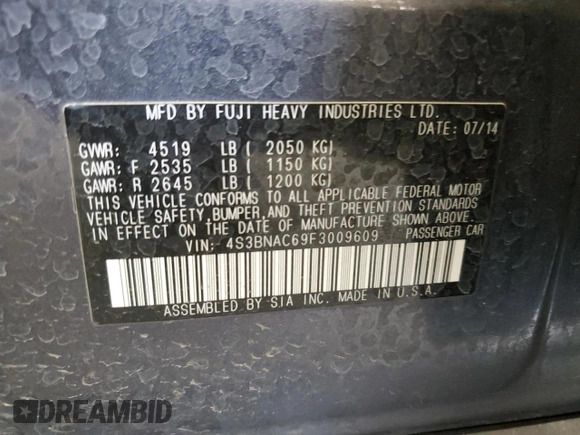 MFD BY FUJI HEAVY INDUSTRIES LTD.
DATE: 07/14
GVWR: 4519 LB ( 2050 KG)
GAWR: F 2535 LB ( 1150 KG)
GAWR: R 2645 LB ( 1200 KG)
THIS VEHICLE CONFORMS TO ALL APPLICABLE FEDERAL MOTOR
VEHICLE SAFETY, BUMPER, AND THEFT PREVENTION STANDARDS
IN EFFECT ON THE DATE OF MANUFACTURE SHOWN ABOVE.
VIN: 4S3BNAC69F3009609 PASSENGER CAR
ASSEMBLED BY SIA INC. MADE IN U.S.A.
DREAMBID